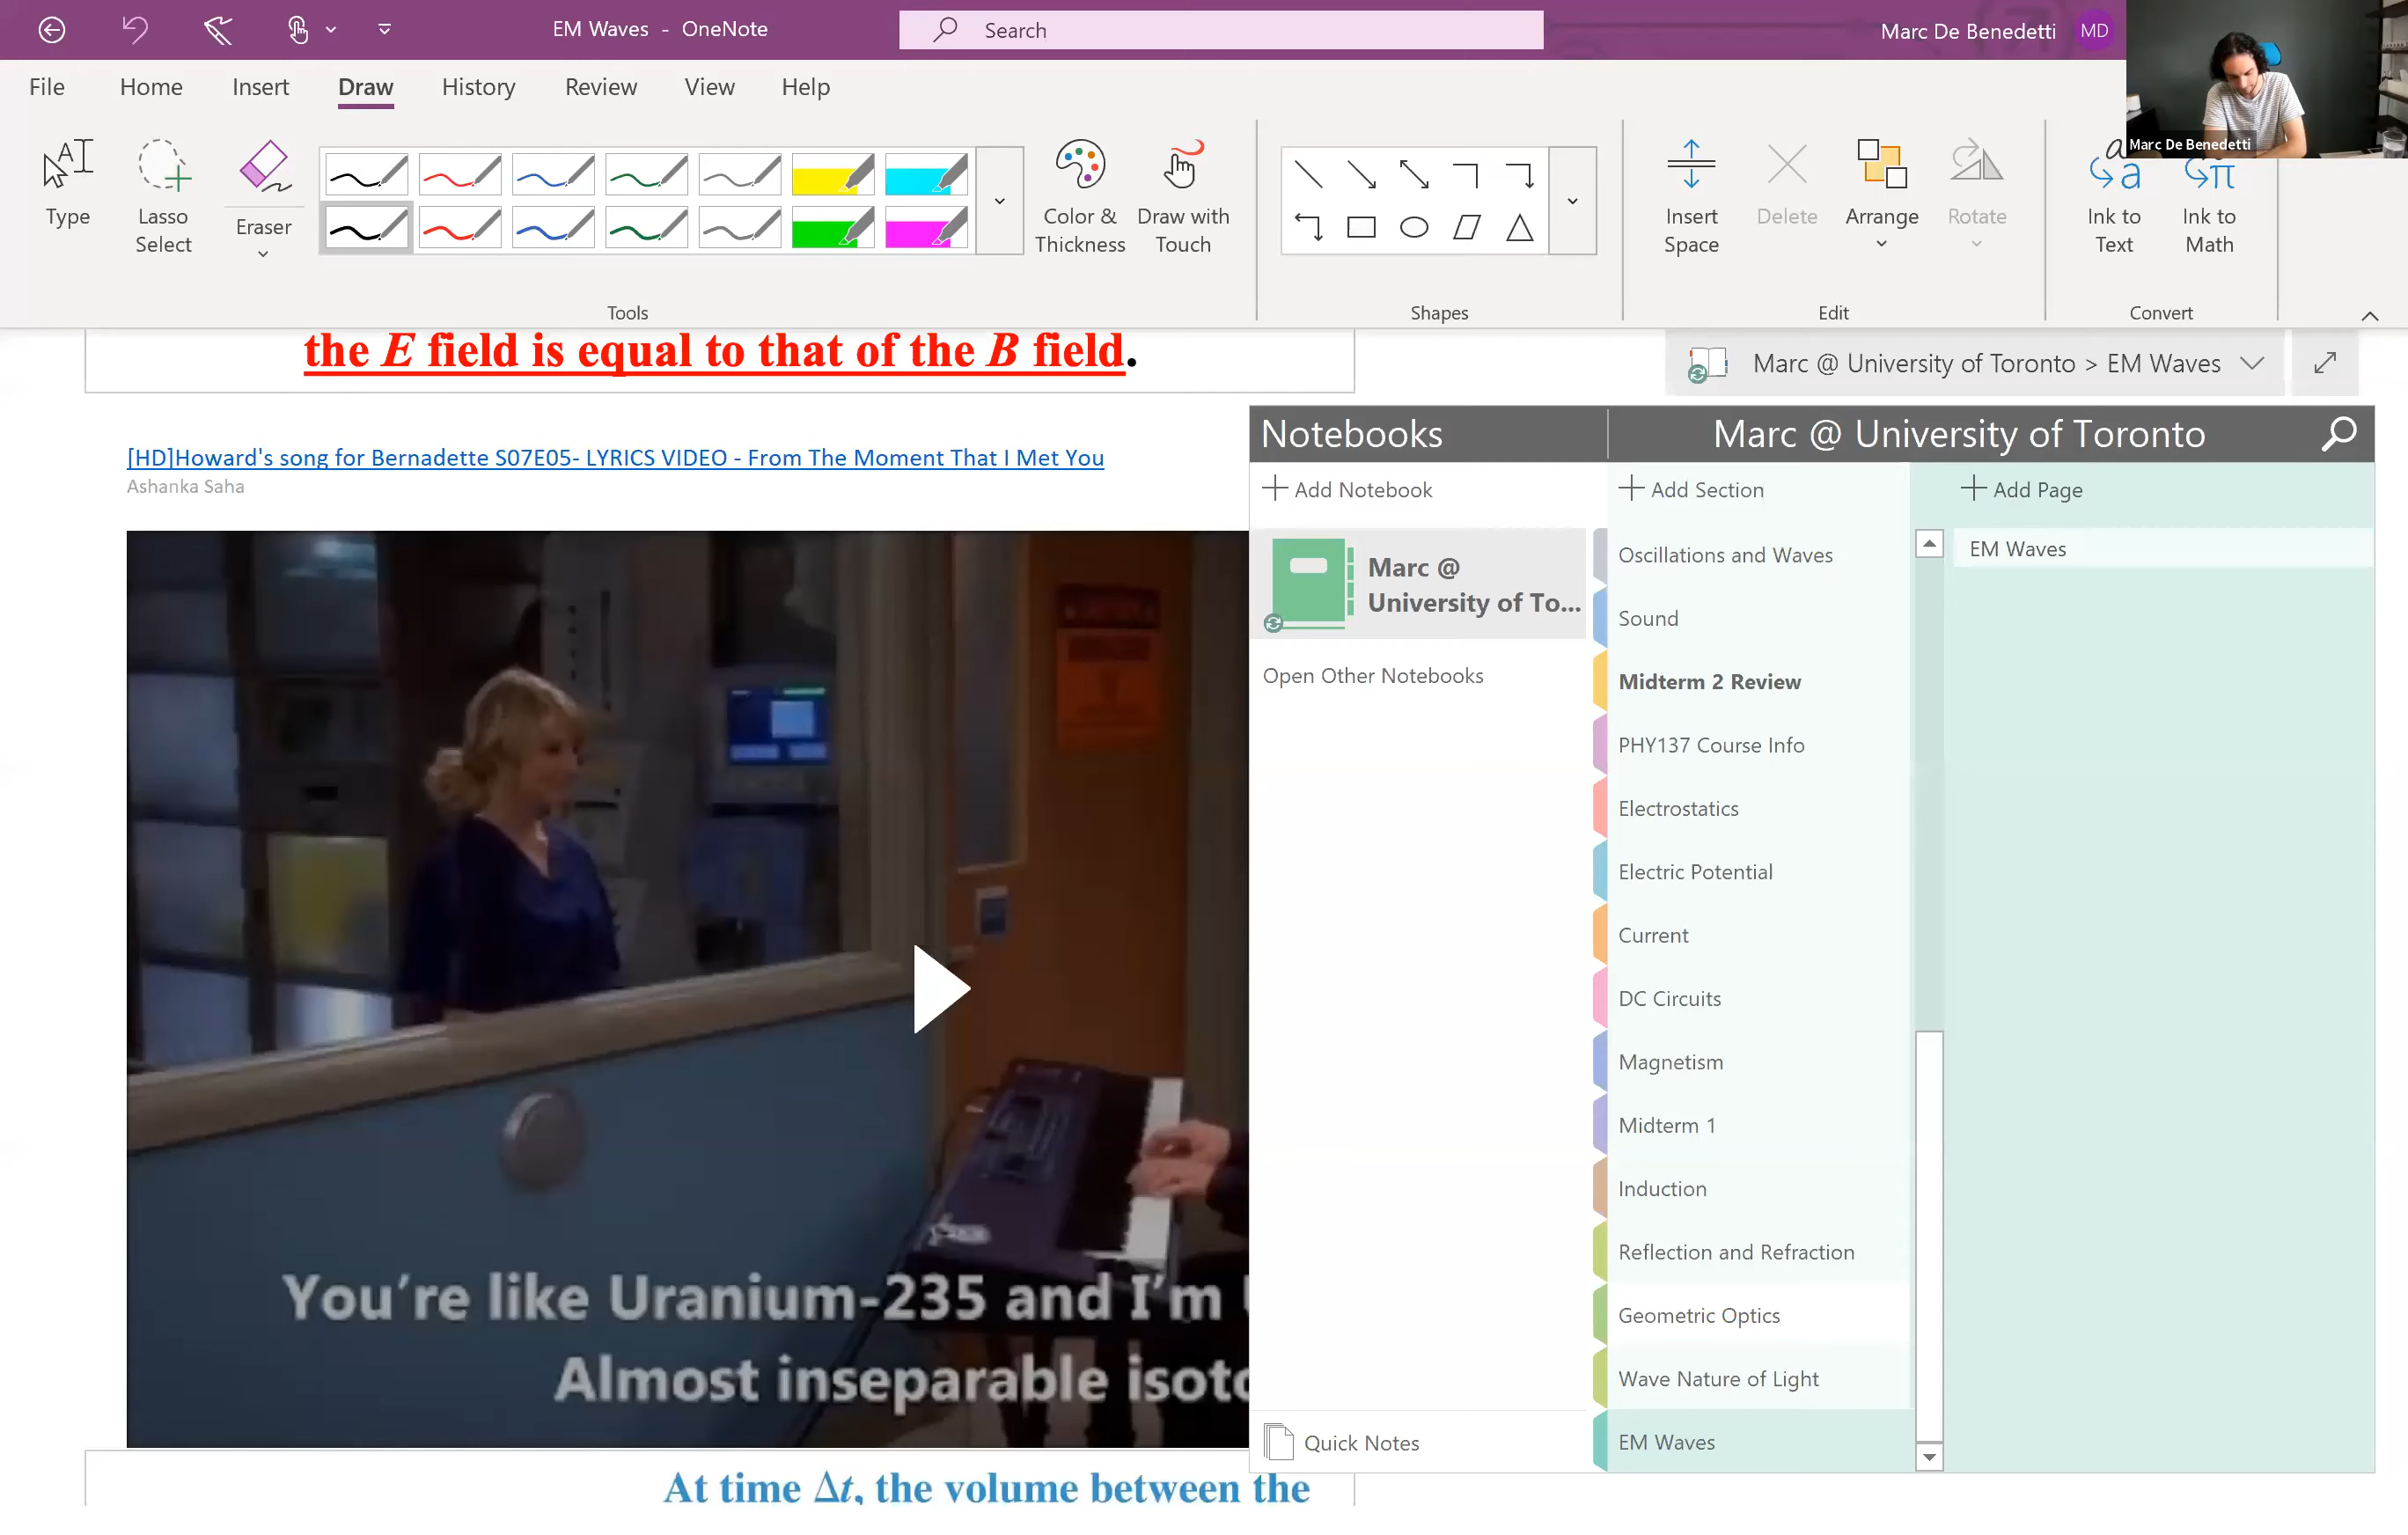 EM Waves - OneNote
Search
Marc De Benedetti
MD
Marc De Benedetti
File
Home
Insert
Draw
History
Review
View
Help
Type
Lasso
Select
Eraser
Color &
Thickness
Draw with
Touch
Insert
Space
Delete
Arrange
Rotate
Ink to
Text
Ink to
Math
Tools
Shapes
Edit
Convert
the E field is equal to that of the B field.
Marc @ University of Toronto > EM Waves
[HD]Howard's song for Bernadette S07E05- LYRICS VIDEO - From The Moment That I Met You
Ashanka Saha
You're like Uranium-235 and I'm
Almost inseparable
At time Δt, the volume between the
Notebooks
Marc @ University of Toronto
Add Notebook
Add Section
Add Page
Marc @
University of To...
Open Other Notebooks
Quick Notes
Oscillations and Waves
Sound
Midterm 2 Review
PHY137 Course Info
Electrostatics
Electric Potential
Current
DC Circuits
Magnetism
Midterm 1
Induction
Reflection and Refraction
Geometric Optics
Wave Nature of Light
EM Waves
EM Waves